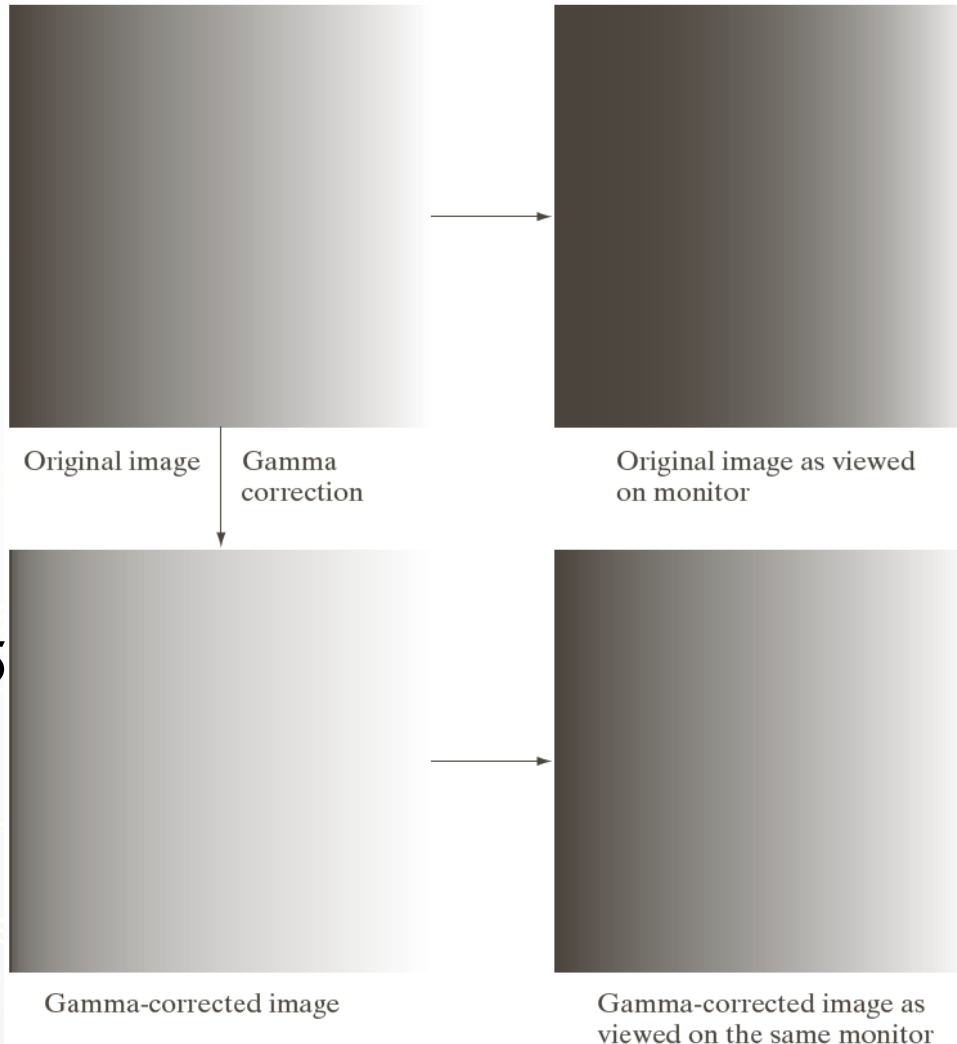 Original image
Gamma
correction
Original image as viewed
on monitor
Gamma-corrected image
Gamma-corrected image as
viewed on the same monitor